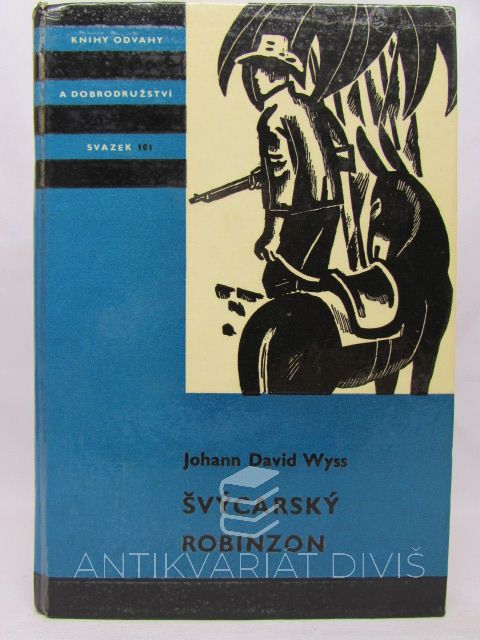 KNIHY ODVAHY
A DOBRODRUŽSTVÍ
SVAZEK 101
Johann David Wyss
ŠVÝCARSKÝ
ROBINZON
ANTIKVARIÁT DIVIŠ